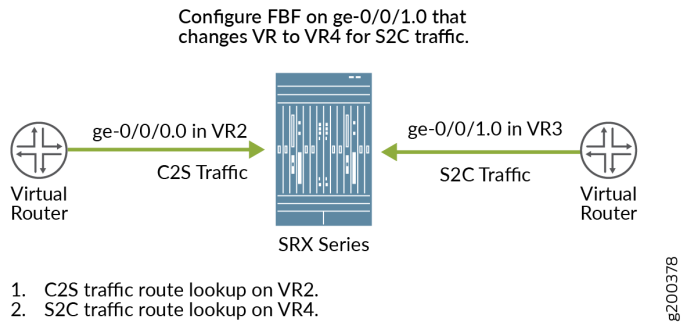 Configure FBF on ge-0/0/1.0 that
changes VR to VR4 for S2C traffic.
ge-0/0/0.0 in VR2
ge-0/0/1.0 in VR3
C2S Traffic
S2C Traffic
Virtual
Router
Virtual
Router
SRX Series
1. C2S traffic route lookup on VR2.
2. S2C traffic route lookup on VR4.
g200378